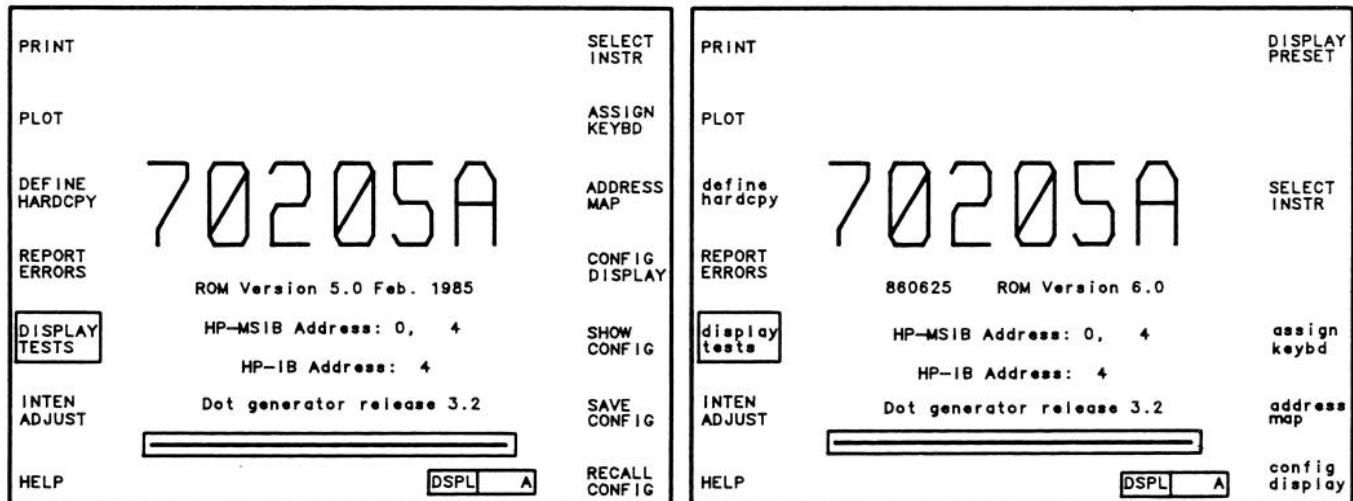 PRINT
PLOT
DEFINE
HARDCPY
REPORT
ERRORS
DISPLAY
TESTS
INTEN
ADJUST
HELP
70205A
ROM Version 5.0 Feb. 1985
HP-MSIB Address: 0, 4
HP-IB Address: 4
Dot generator release 3.2
DSPL A
SELECT
INSTR
ASSIGN
KEYBD
ADDRESS
MAP
CONFIG
DISPLAY
SHOW
CONFIG
SAVE
CONFIG
RECALL
CONFIG
PRINT
PLOT
define
hardcpy
REPORT
ERRORS
display
tests
INTEN
ADJUST
HELP
70205A
860625 ROM Version 6.0
HP-MSIB Address: 0, 4
HP-IB Address: 4
Dot generator release 3.2
DSPL A
DISPLAY
PRESET
SELECT
INSTR
assign
keybd
address
map
config
display